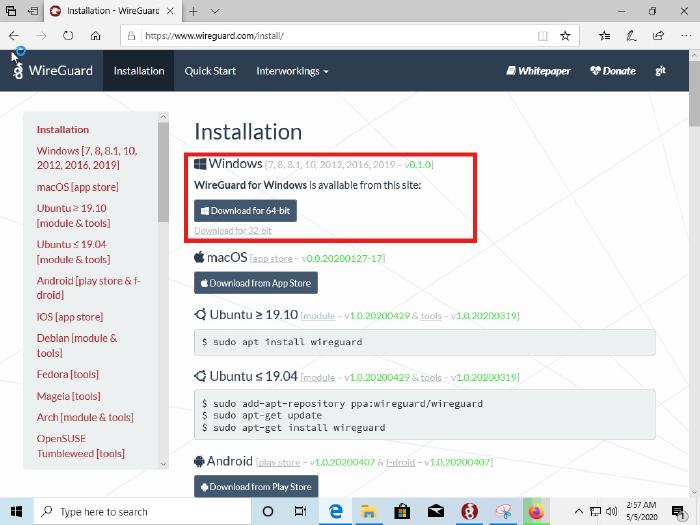 Installation - WireGuard
https://www.wireguard.com/install/
WireGuard
Installation
Quick Start
Interworkings
Whitepaper
Donate
git
Installation
Windows [7, 8, 8.1, 10,
2012, 2016, 2019]
macOS [app store]
Ubuntu ≥ 19.10
[module & tools]
Ubuntu ≤ 19.04
[module & tools]
Android [play store & f-
droid]
iOS [app store]
Debian [module &
tools]
Fedora [tools]
Mageia [tools]
Arch [module & tools]
OpenSUSE
Tumbleweed [tools]
Installation
Windows [7, 8, 8.1, 10, 2012, 2016, 2019 – v0.1.0]
WireGuard for Windows is available from this site:
Download for 64-bit
Download for 32-bit
macOS [app store – v0.0.20200127-17]
Download from App Store
Ubuntu ≥ 19.10 [module – v1.0.20200429 & tools – v1.0.20200319]
$ sudo apt install wireguard
Ubuntu ≤ 19.04 [module – v1.0.20200429 & tools – v1.0.20200319]
$ sudo add-apt-repository ppa:wireguard/wireguard
$ sudo apt-get update
$ sudo apt-get install wireguard
Android [play store – v1.0.20200407 & f-droid – v1.0.20200407]
Download from Play Store
Type here to search
2:57 AM
5/5/2020